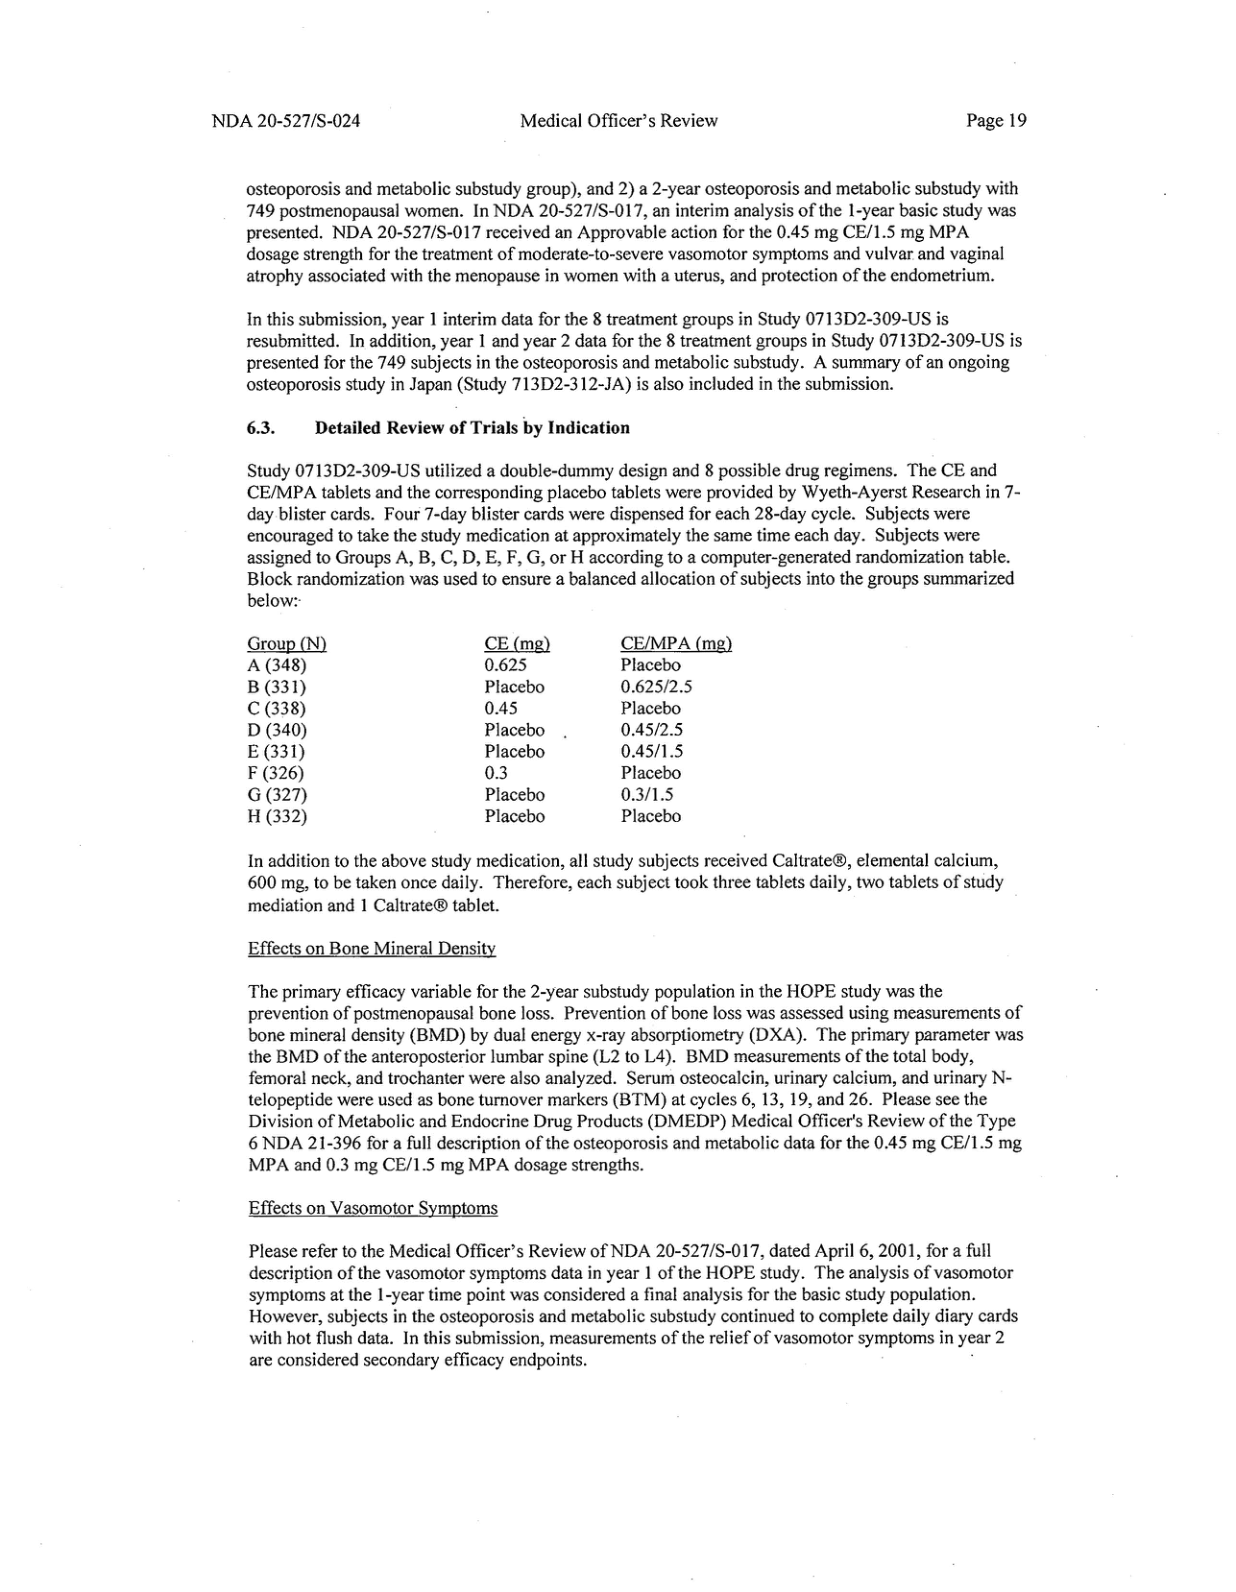 NDA 20-527/S-024 Medical Officer's Review Page 19
osteoporosis and metabolic substudy group), and 2) a 2-year osteoporosis and metabolic substudy with
749 postmenopausal women. In NDA 20-527/S-017, an interim analysis of the 1-year basic study was
presented. NDA 20-527/S-017 received an Approvable action for the 0.45 mg CE/1.5 mg MPA
dosage strength for the treatment of moderate-to-severe vasomotor symptoms and vulvar and vaginal
atrophy associated with the menopause in women with a uterus, and protection of the endometrium.
In this submission, year 1 interim data for the 8 treatment groups in Study 0713D2-309-US is
resubmitted. In addition, year 1 and year 2 data for the 8 treatment groups in Study 0713D2-309-US is
presented for the 749 subjects in the osteoporosis and metabolic substudy. A summary of an ongoing
osteoporosis study in Japan (Study 713D2-312-JA) is also included in the submission.
6.3. Detailed Review of Trials by Indication
Study 0713D2-309-US utilized a double-dummy design and 8 possible drug regimens. The CE and
CE/MPA tablets and the corresponding placebo tablets were provided by Wyeth-Ayerst Research in 7-
day blister cards. Four 7-day blister cards were dispensed for each 28-day cycle. Subjects were
encouraged to take the study medication at approximately the same time each day. Subjects were
assigned to Groups A, B, C, D, E, F, G, or H according to a computer-generated randomization table.
Block randomization was used to ensure a balanced allocation of subjects into the groups summarized
below:
Group (N) CE (mg) CE/MPA (mg)
A (348) 0.625 Placebo
B (331) Placebo 0.625/2.5
C (338) 0.45 Placebo
D (340) Placebo 0.45/2.5
E (331) Placebo 0.45/1.5
F (326) 0.3 Placebo
G (327) Placebo 0.3/1.5
H (332) Placebo Placebo
In addition to the above study medication, all study subjects received Caltrate®, elemental calcium,
600 mg, to be taken once daily. Therefore, each subject took three tablets daily, two tablets of study
mediation and 1 Caltrate® tablet.
Effects on Bone Mineral Density
The primary efficacy variable for the 2-year substudy population in the HOPE study was the
prevention of postmenopausal bone loss. Prevention of bone loss was assessed using measurements of
bone mineral density (BMD) by dual energy x-ray absorptiometry (DXA). The primary parameter was
the BMD of the anteroposterior lumbar spine (L2 to L4). BMD measurements of the total body,
femoral neck, and trochanter were also analyzed. Serum osteocalcin, urinary calcium, and urinary N-
telopeptide were used as bone turnover markers (BTM) at cycles 6, 13, 19, and 26. Please see the
Division of Metabolic and Endocrine Drug Products (DMEDP) Medical Officer's Review of the Type
6 NDA 21-396 for a full description of the osteoporosis and metabolic data for the 0.45 mg CE/1.5 mg
MPA and 0.3 mg CE/1.5 mg MPA dosage strengths.
Effects on Vasomotor Symptoms
Please refer to the Medical Officer's Review of NDA 20-527/S-017, dated April 6, 2001, for a full
description of the vasomotor symptoms data in year 1 of the HOPE study. The analysis of vasomotor
symptoms at the 1-year time point was considered a final analysis for the basic study population.
However, subjects in the osteoporosis and metabolic substudy continued to complete daily diary cards
with hot flush data. In this submission, measurements of the relief of vasomotor symptoms in year 2
are considered secondary efficacy endpoints.